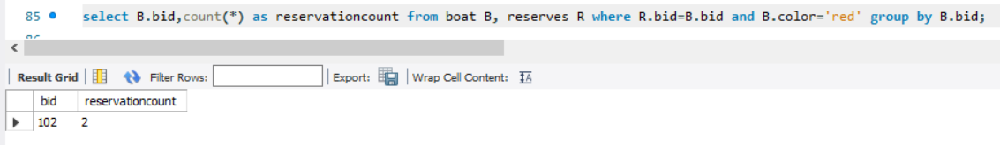 85 select B.bid,count(*) as reservationcount from boat B, reserves R where R.bid=B.bid and B.color='red' group by B.bid;
Result Grid Filter Rows: Export: Wrap Cell Content: IA
bid reservationcount
102 2